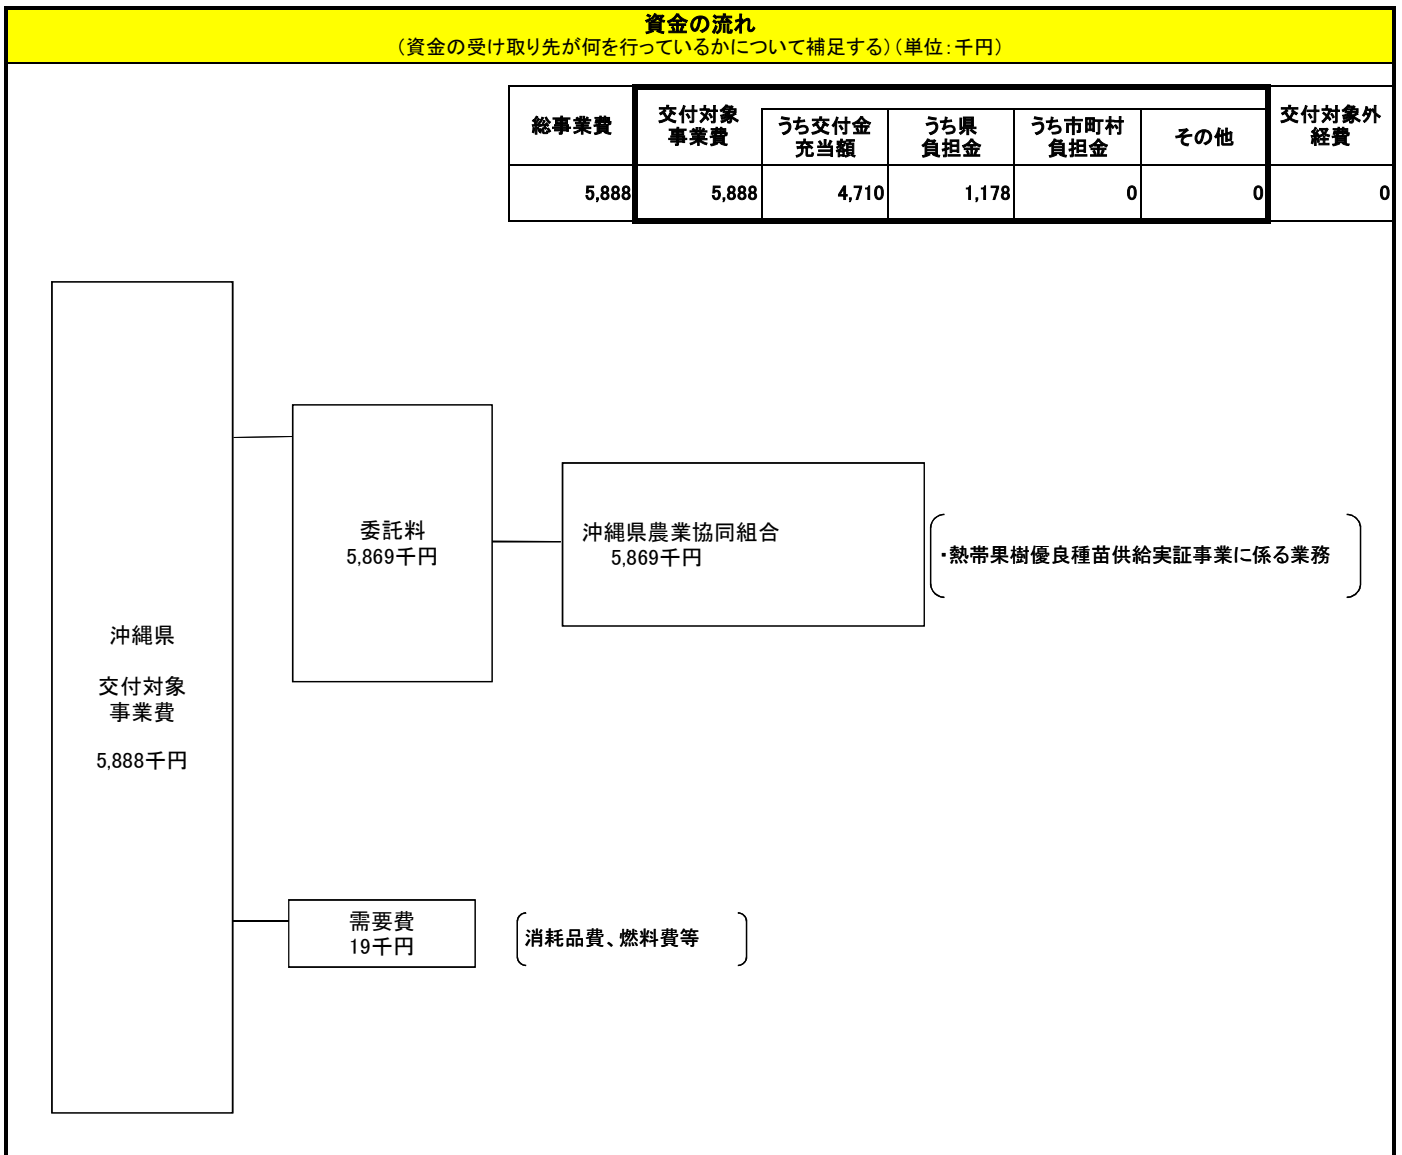 資金の流れ
（資金の受け取り先が何を行っているかについて補足する）（単位：千円）
総事業費
交付対象
事業費
うち交付金
充当額
うち県
負担金
うち市町村
負担金
その他
交付対象外
経費
5,888
5,888
4,710
1,178
0
0
0
沖縄県
交付対象
事業費
5,888千円
委託料
5,869千円
沖縄県農業協同組合
5,869千円
・熱帯果樹優良種苗供給実証事業に係る業務
需要費
19千円
消耗品費、燃料費等